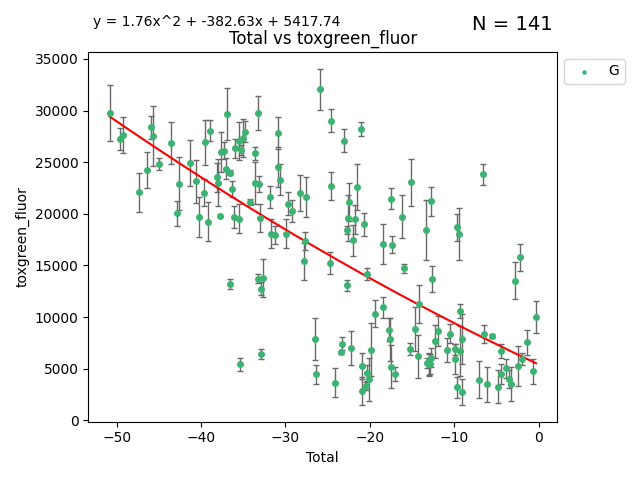 y = 1.76x^2 + -382.63x + 5417.74
N = 141
Total vs toxgreen_fluor
G
35000
30000
25000
20000
15000
10000
5000
0
toxgreen_fluor
−50
−40
−30
−20
−10
0
Total